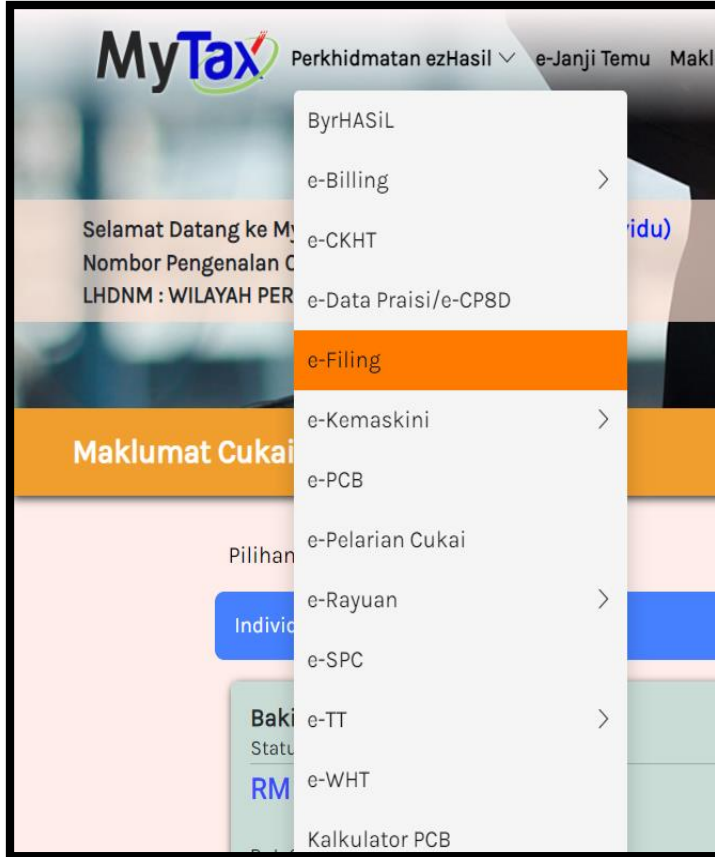 MyTax Perkhidmatan ezHasil e-Janji Temu
ByrHASiL
e-Billing
Selamat Datang ke
idu)
Nombor Pengenalan
e-CKHT
LHDNM : WILAYAH
e-Data Praisi/e-CP8D
e-Filing
e-Kemaskini
Maklumat Cukai
e-PCB
e-Pelarian Cukai
Pilihan
e-Rayuan
e-SPC
e-TT
RM
e-WHT
Kalkulator PCB